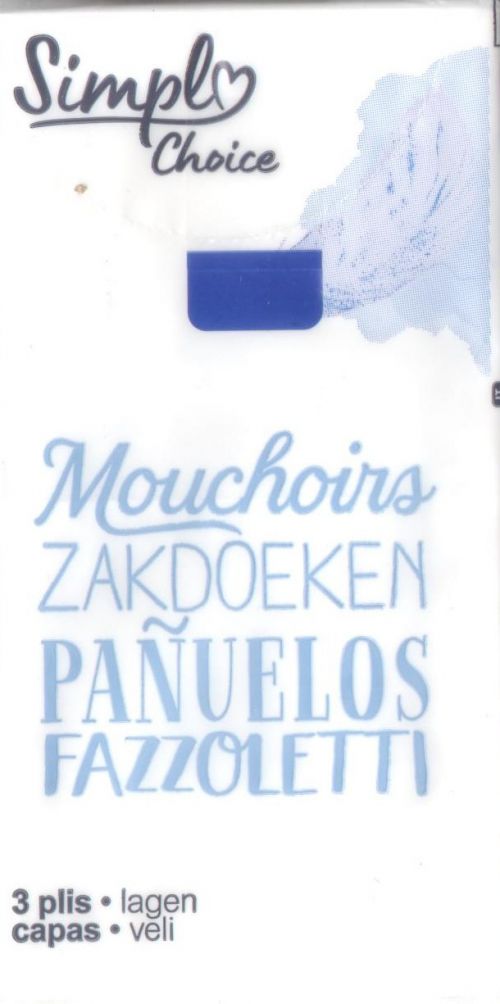 Simpl
Choice
Mouchoirs
ZAKDOEKEN
PAÑUELOS
FAZZOLETTI
3 plis • lagen
capas • veli